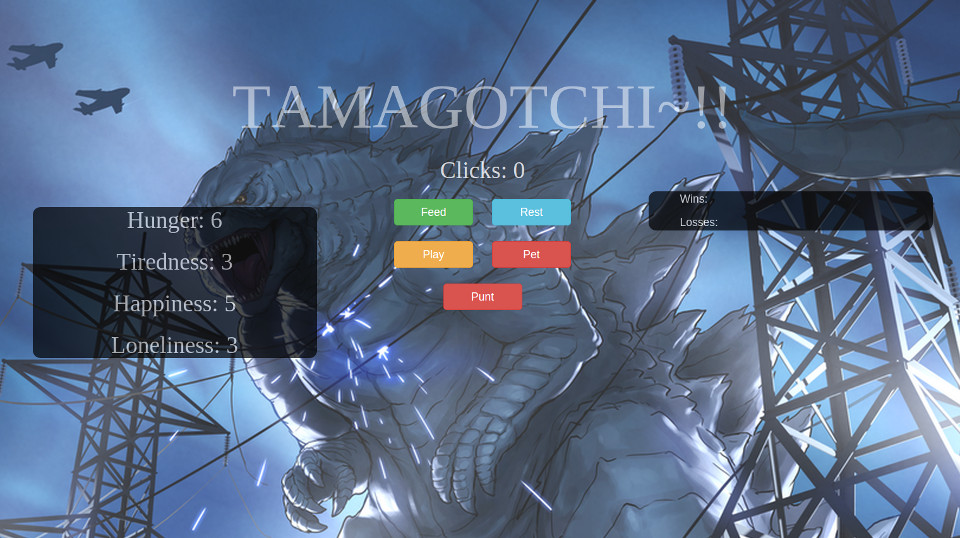 TAMAGOTCHI~!!
Clicks: 0
Feed
Rest
Play
Pet
Punt
Hunger: 6
Tiredness: 3
Happiness: 5
Loneliness: 3
Wins:
Losses: